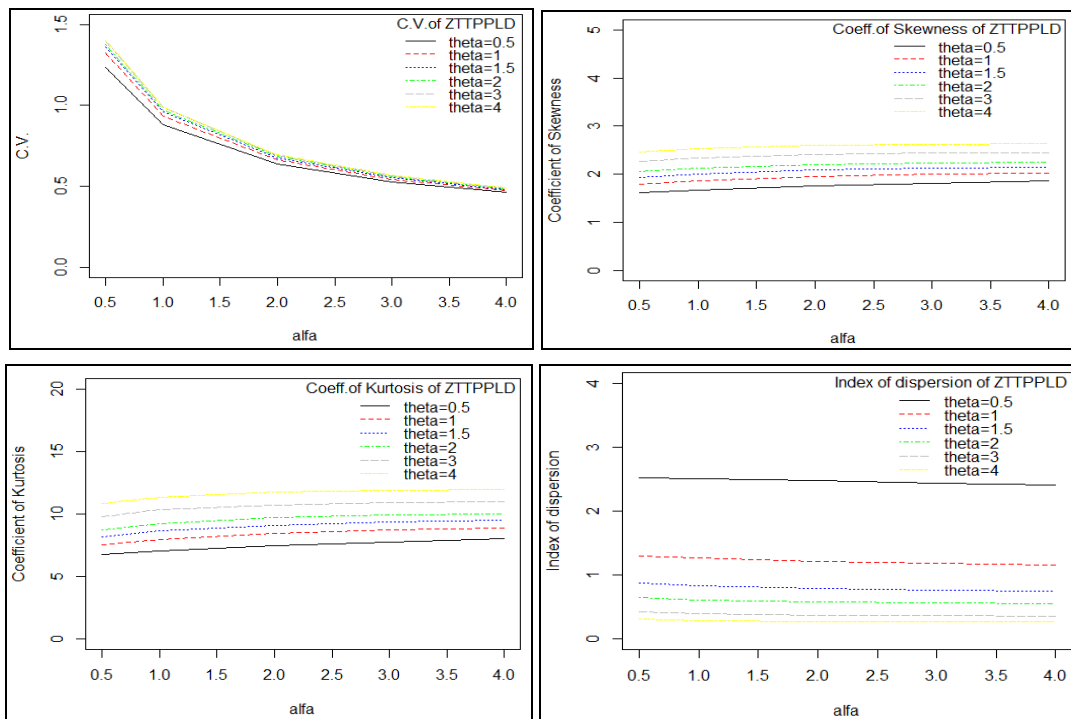 C.V.of ZTTPPLD
theta=0.5
theta=1
theta=1.5
theta=2
theta=3
theta=4
C.V.
1.5
1.0
0.5
0.0
0.5 1.0 1.5 2.0 2.5 3.0 3.5 4.0
alfa
Coeff.of Skewness of ZTTPPLD
theta=0.5
theta=1
theta=1.5
theta=2
theta=3
theta=4
Coefficient of Skewness
5
4
3
2
1
0
0.5 1.0 1.5 2.0 2.5 3.0 3.5 4.0
alfa
Coeff.of Kurtosis of ZTTPPLD
theta=0.5
theta=1
theta=1.5
theta=2
theta=3
theta=4
Coefficient of Kurtosis
20
15
10
5
0
0.5 1.0 1.5 2.0 2.5 3.0 3.5 4.0
alfa
Index of dispersion of ZTTPPLD
theta=0.5
theta=1
theta=1.5
theta=2
theta=3
theta=4
Index of dispersion
4
3
2
1
0
0.5 1.0 1.5 2.0 2.5 3.0 3.5 4.0
alfa